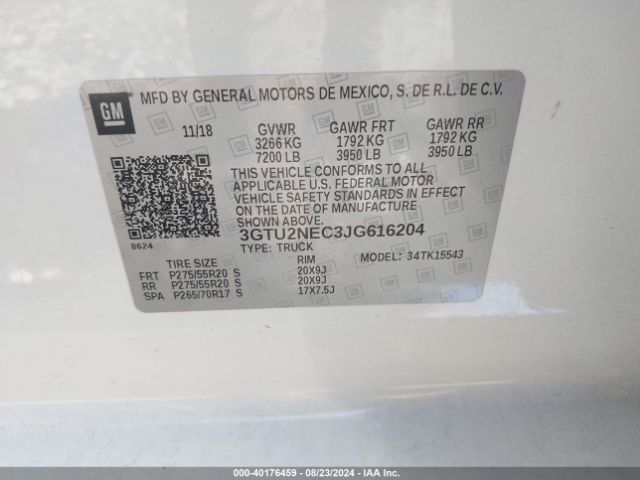 GM MFD BY GENERAL MOTORS DE MEXICO, S. DE R.L. DE C.V.
11/18 GVWR GAWR FRT GAWR RR
3266 KG 1792 KG 1792 KG
7200 LB 3950 LB 3950 LB
THIS VEHICLE CONFORMS TO ALL
APPLICABLE U.S. FEDERAL MOTOR
VEHICLE SAFETY STANDARDS IN EFFECT
ON THE DATE OF MANUFACTURE
SHOWN ABOVE.
8624 3GTU2NEC3JG616204
TYPE: TRUCK MODEL: 34TK15543
TIRE SIZE RIM
FRT P275/55R20 S 20X9J
RR P275/55R20 S 20X9J
SPA P265/70R17 S 17X7.5J
000-40176459 - 08/23/2024 - IAA Inc.